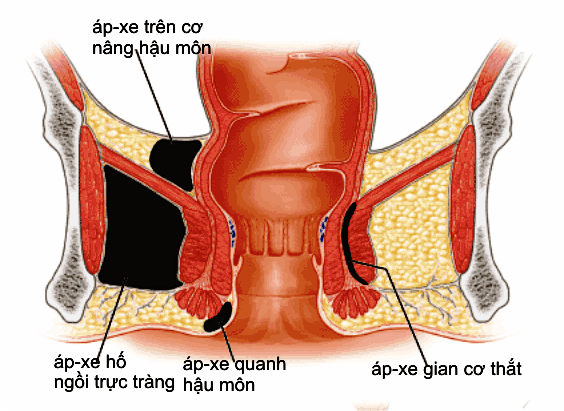 áp-xe trên cơ
nâng hậu môn
áp-xe hố
ngồi trực tràng
áp-xe quanh
hậu môn
áp-xe gian cơ thắt